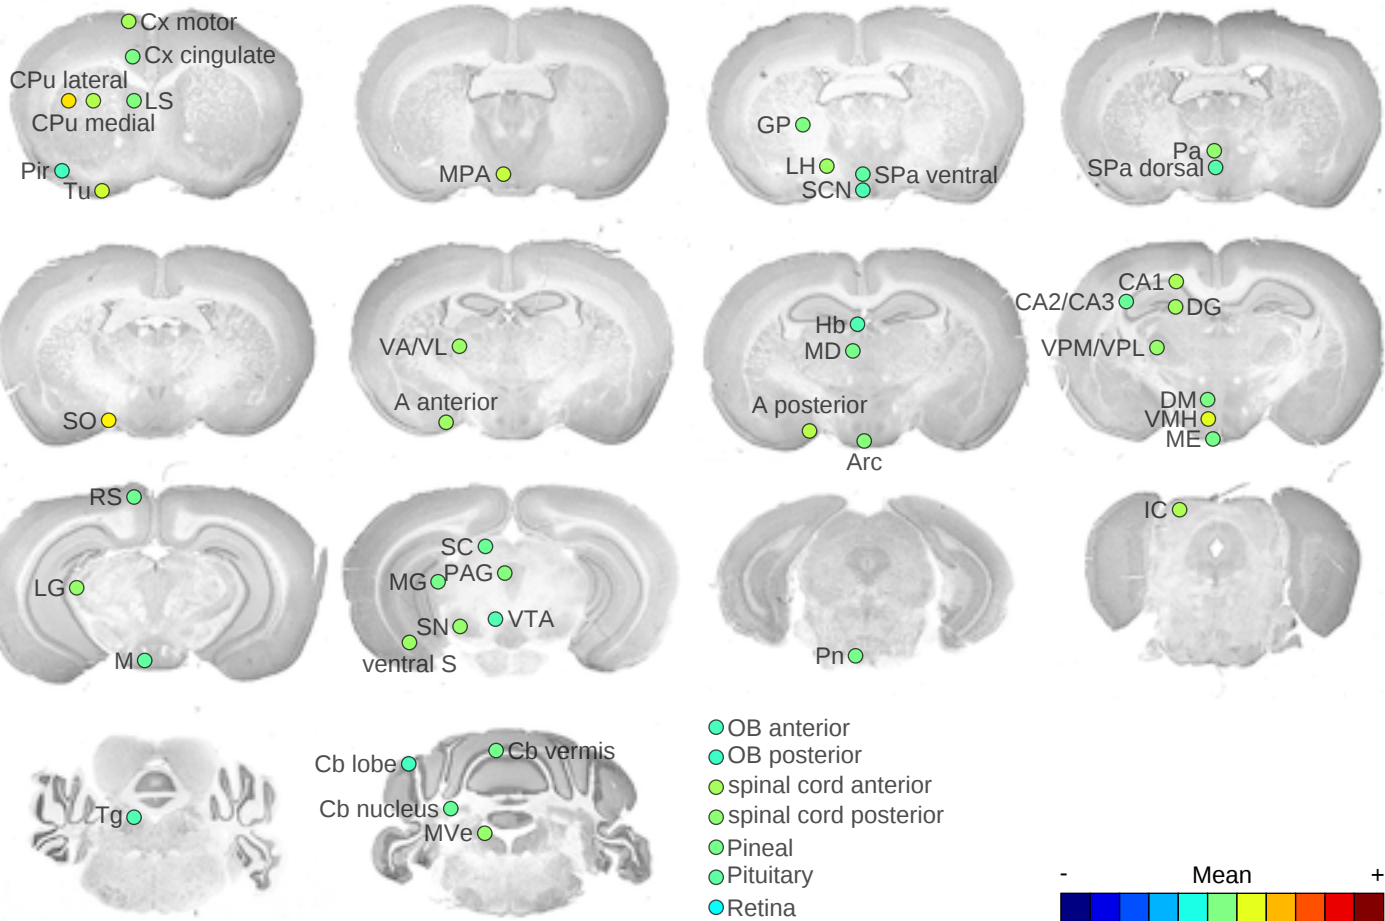 Cx motor
Cx cingulate
CPu lateral
LS
CPu medial
Pir
Tu
MPA
GP
LH
SPa ventral
SCN
Pa
SPa dorsal
SO
VA/VL
A anterior
Hb
MD
A posterior
Arc
CA1
CA2/CA3
DG
VPM/VPL
DM
VMH
ME
RS
LG
M
SC
MG
PAG
SN
VTA
ventral S
Pn
IC
Tg
Cb lobe
Cb vermis
Cb nucleus
MVe
OB anterior
OB posterior
spinal cord anterior
spinal cord posterior
Pineal
Pituitary
Retina
- Mean +